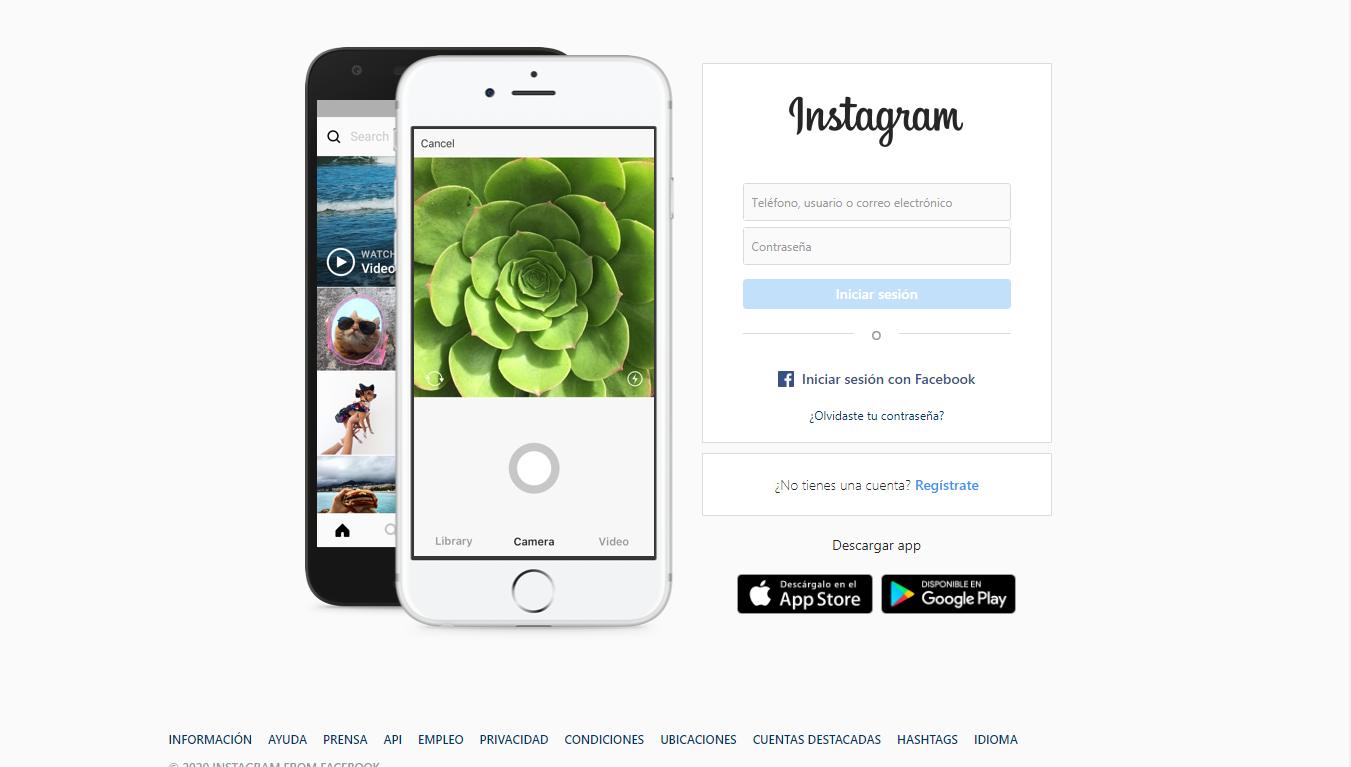 Search
WATCH
Video
Cancel
Library Camera Video
Instagram
Teléfono, usuario o correo electrónico
Contraseña
Iniciar sesión
O
Iniciar sesión con Facebook
¿Olvidaste tu contraseña?
¿No tienes una cuenta? Regístrate
Descargar app
Descárgalo en el
App Store
DISPONIBLE EN
Google Play
INFORMACIÓN AYUDA PRENSA API EMPLEO PRIVACIDAD CONDICIONES UBICACIONES CUENTAS DESTACADAS HASHTAGS IDIOMA
© 2020 INSTAGRAM FROM FACEBOOK